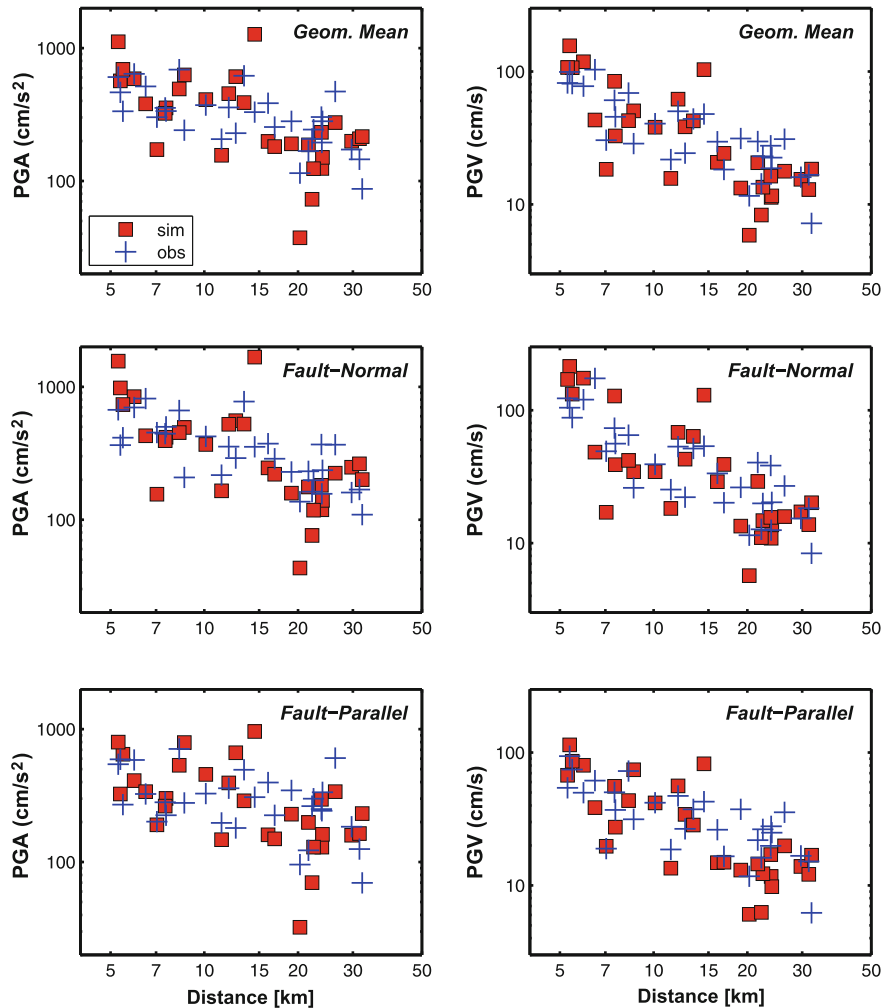 Geom. Mean
PGA (cm/s²)
1000
100
sim
obs
5 7 10 15 20 30 50
Geom. Mean
PGV (cm/s)
100
10
5 7 10 15 20 30 50
Fault−Normal
PGA (cm/s²)
1000
100
5 7 10 15 20 30 50
Fault−Normal
PGV (cm/s)
100
10
5 7 10 15 20 30 50
Fault−Parallel
PGA (cm/s²)
1000
100
5 7 10 15 20 30 50
Distance [km]
Fault−Parallel
PGV (cm/s)
100
10
5 7 10 15 20 30 50
Distance [km]